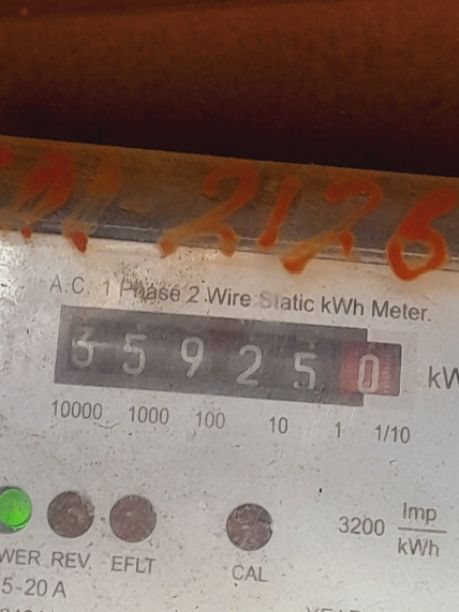 2126
A.C. 1 Phase 2 Wire Static kWh Meter.
5 9 2 5 0
10000 1000 100 10 1 1/10
3200 Imp
kWh
REV. EFLT CAL
5-20 A